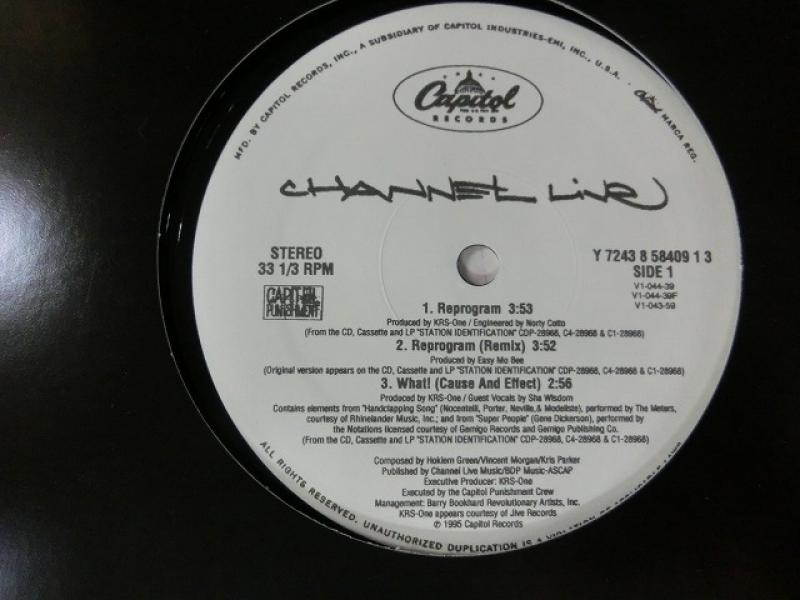 MFD. BY CAPITOL RECORDS, INC., A SUBSIDIARY OF CAPITOL INDUSTRIES-EMI, INC., U.S.A. · Capitol MARCA REG.
Capitol
RECORDS
CHANNEL LIVE
STEREO
33 1/3 RPM
CAPITAL
PUNISHMENT
Y 7243 8 58409 1 3
SIDE 1
V1-044-39
V1-044-39F
V1-043-59
1. Reprogram 3:53
Produced by KRS-One / Engineered by Norty Cotto
(From the CD, Cassette and LP "STATION IDENTIFICATION" CDP-28968, C4-28968 & C1-28968)
2. Reprogram (Remix) 3:52
Produced by Easy Mo Bee
(Original version appears on the CD, Cassette and LP "STATION IDENTIFICATION" CDP-28968, C4-28968 & C1-28968)
3. What! (Cause And Effect) 2:56
Produced by KRS-One / Guest Vocals by Sha Wisdom
Contains elements from "Handclapping Song" (Nocentelli, Porter, Neville,& Modeliste), performed by The Meters,
courtesy of Rhinelander Music, Inc.; and from "Super People" (Gene Dickerson), performed by
the Notations licensed courtesy of Gemigo Records and Gemigo Publishing Co.
(From the CD, Cassette and LP "STATION IDENTIFICATION" CDP-28968, C4-28968 & C1-28968)
Composed by Hakiem Green/Vincent Morgan/Kris Parker
Published by Channel Live Music/BDP Music-ASCAP
Executive Producer: KRS-One
Executed by the Capitol Punishment Crew
Management: Barry Bookhard Revolutionary Artists, Inc.
KRS-One appears courtesy of Jive Records
℗ 1995 Capitol Records
ALL RIGHTS RESERVED. UNAUTHORIZED DUPLICATION IS A VIOLATION OF APPLICABLE LAWS